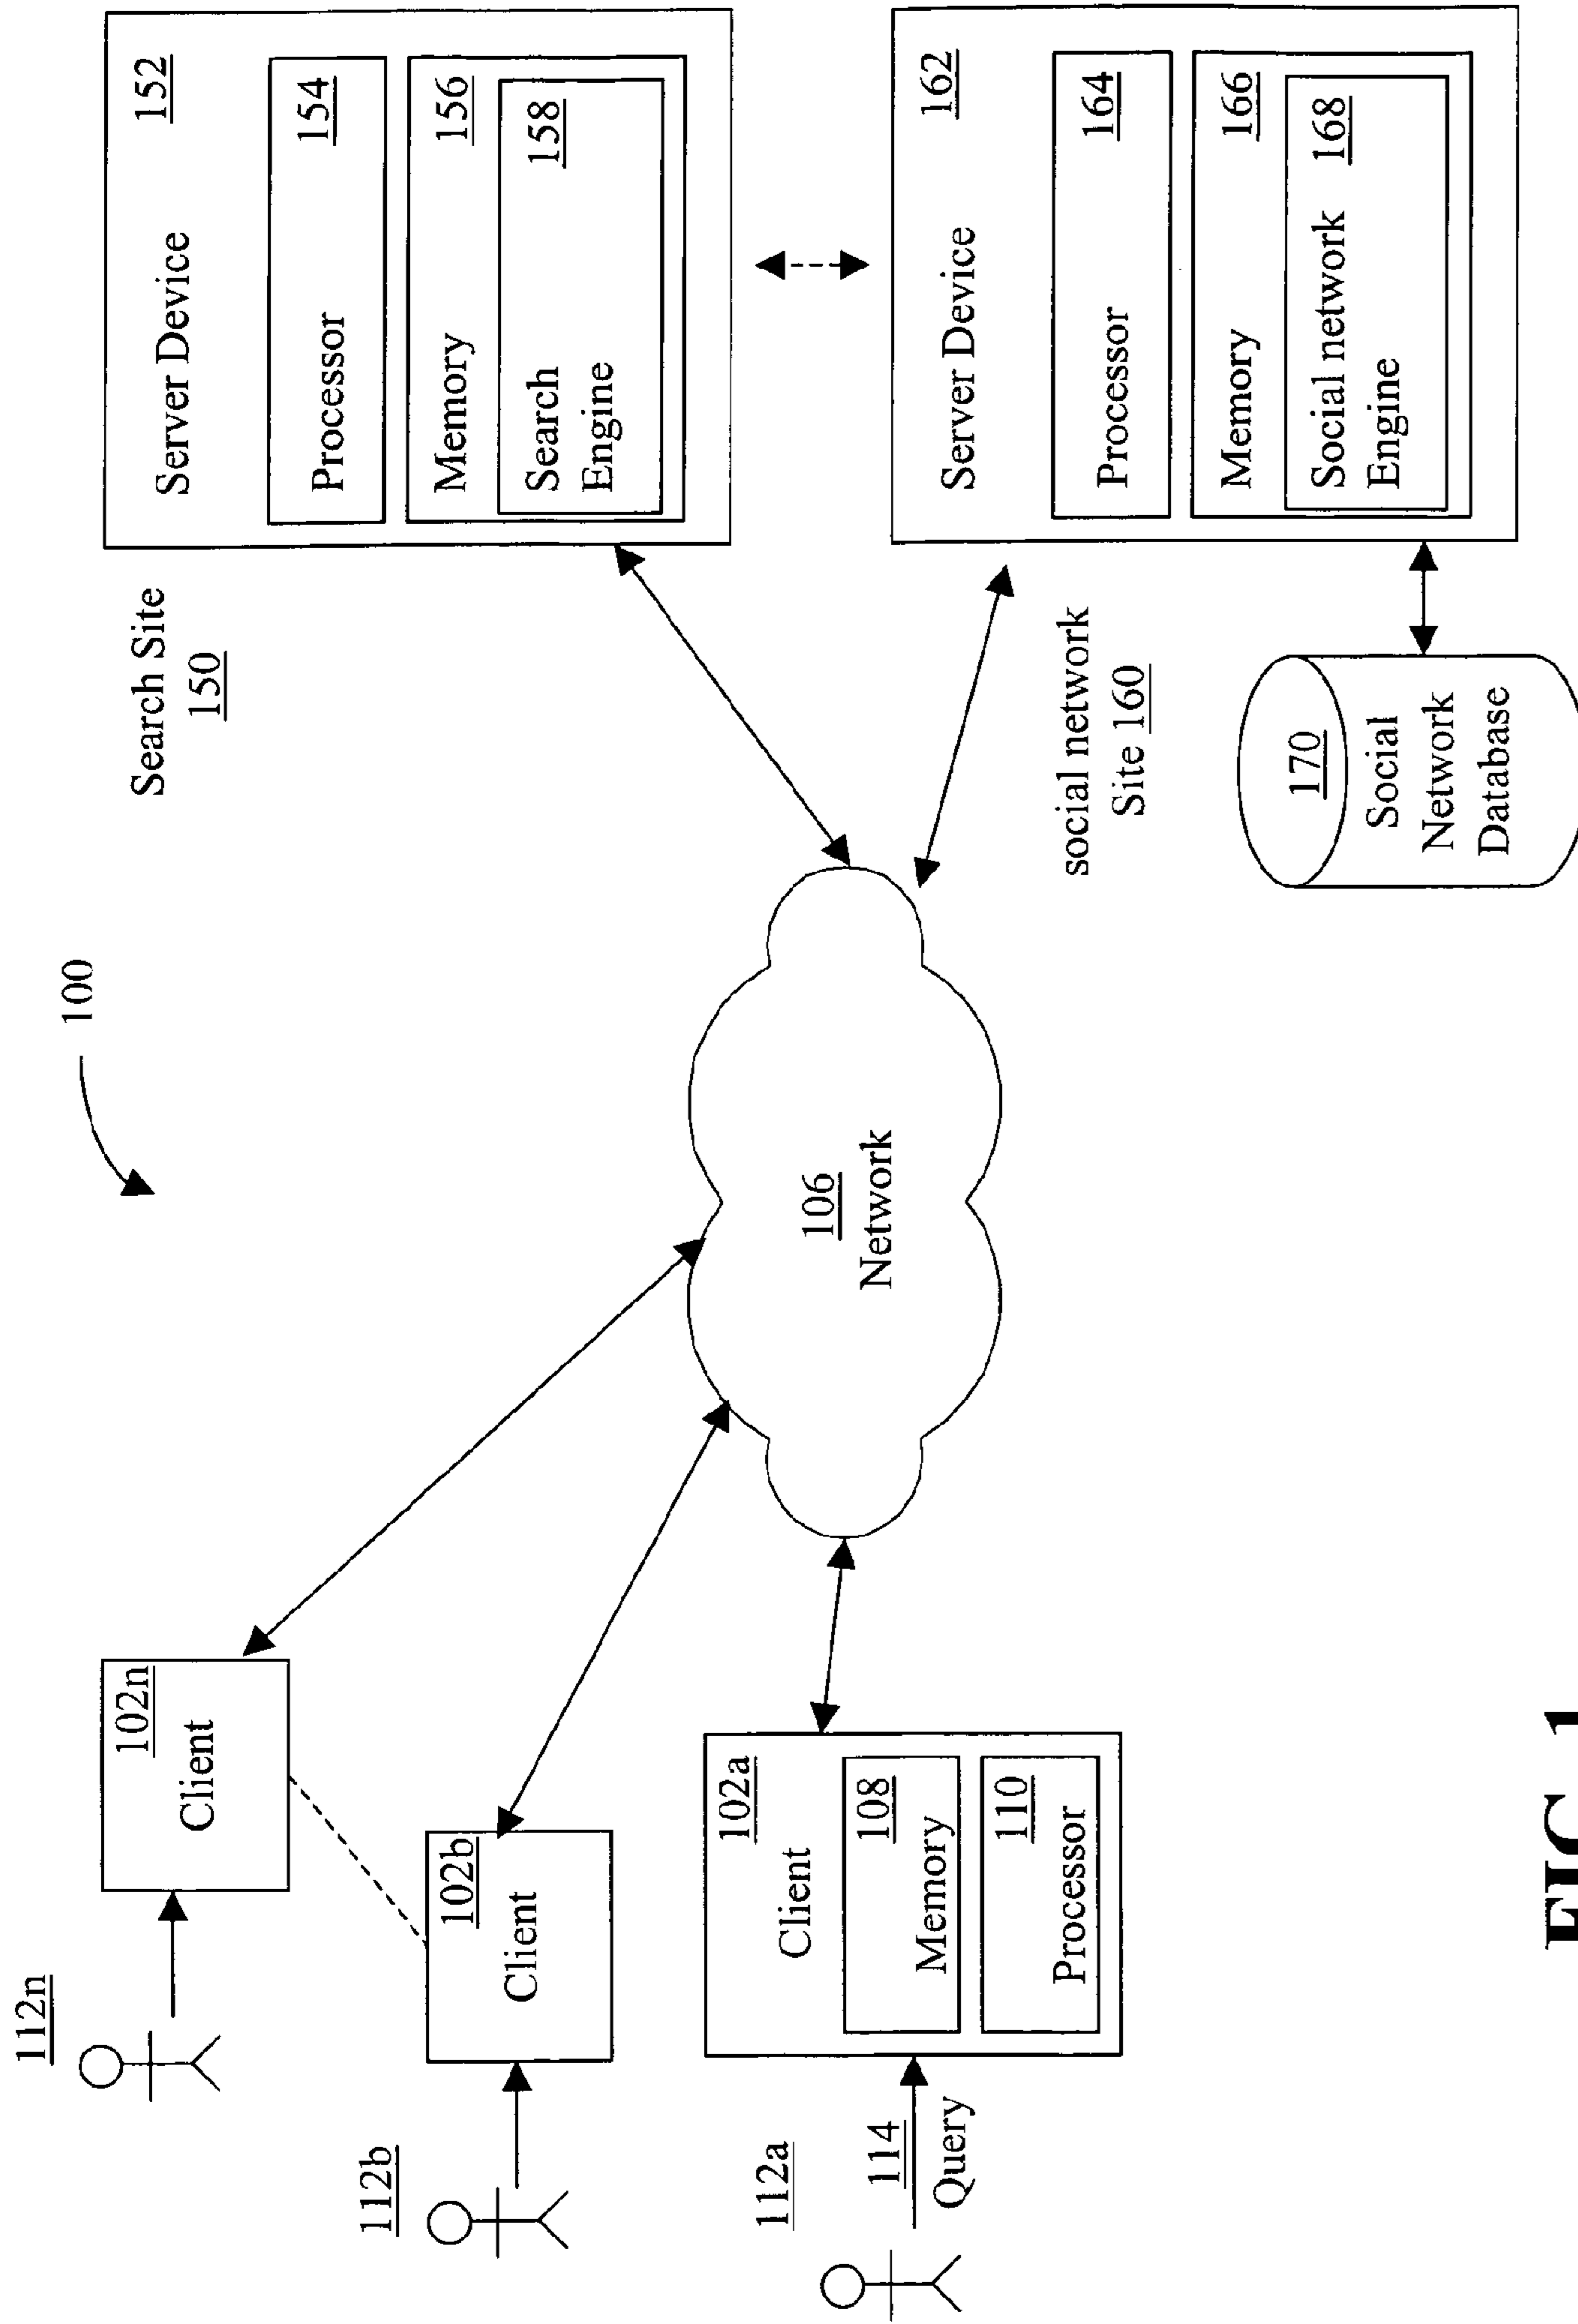 100
112n
102n
Client
112b
102b
Client
112a
114
Query
102a
Client
108
Memory
110
Processor
106
Network
Search Site
150
152
Server Device
154
Processor
156
Memory
158
Search
Engine
social network
Site 160
162
Server Device
164
Processor
166
Memory
168
Social network
Engine
170
Social
Network
Database
FIG. 1